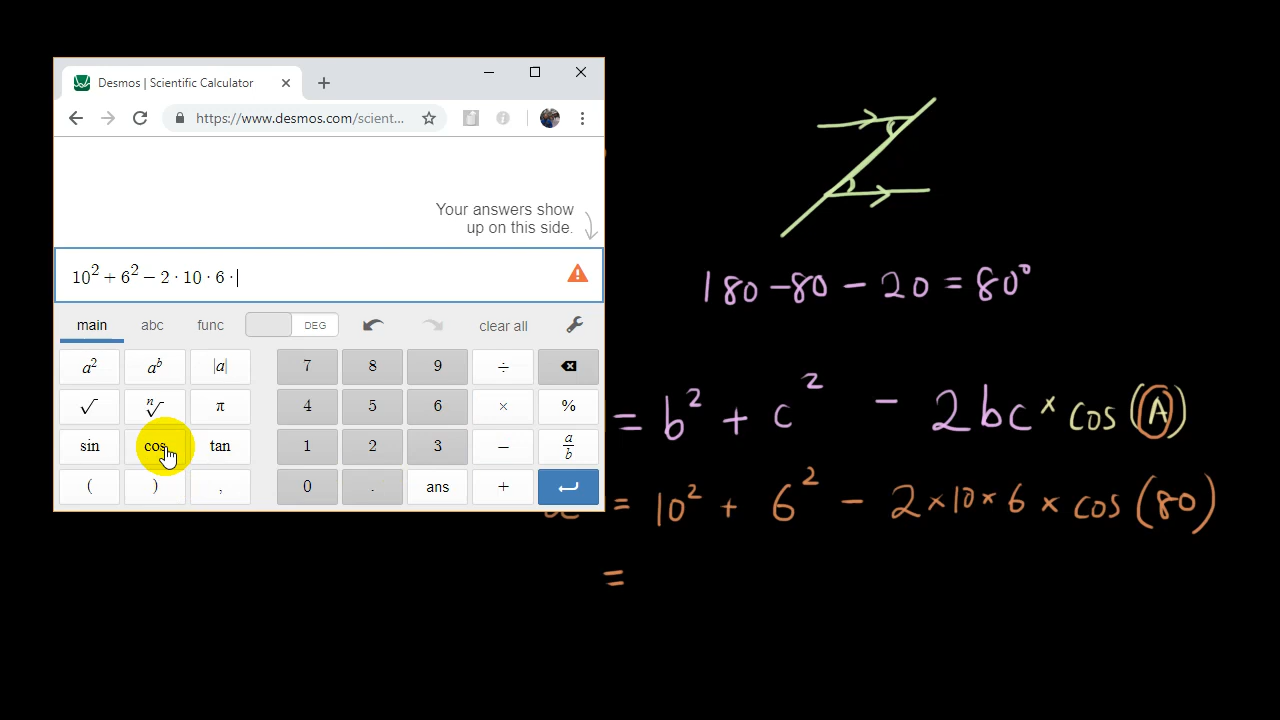 Desmos | Scientific Calculator
https://www.desmos.com/scient...
Your answers show
up on this side.
10² + 6² − 2 · 10 · 6 ·
main abc func DEG clear all
a² aᵇ |a| 7 8 9 ÷
√ ⁿ√ π 4 5 6 × %
sin cos tan 1 2 3 − a/b
( ) , 0 . ans +
180 − 80 − 20 = 80°
= b² + c² − 2bc × cos (A)
= 10² + 6² − 2 × 10 × 6 × cos (80)
=